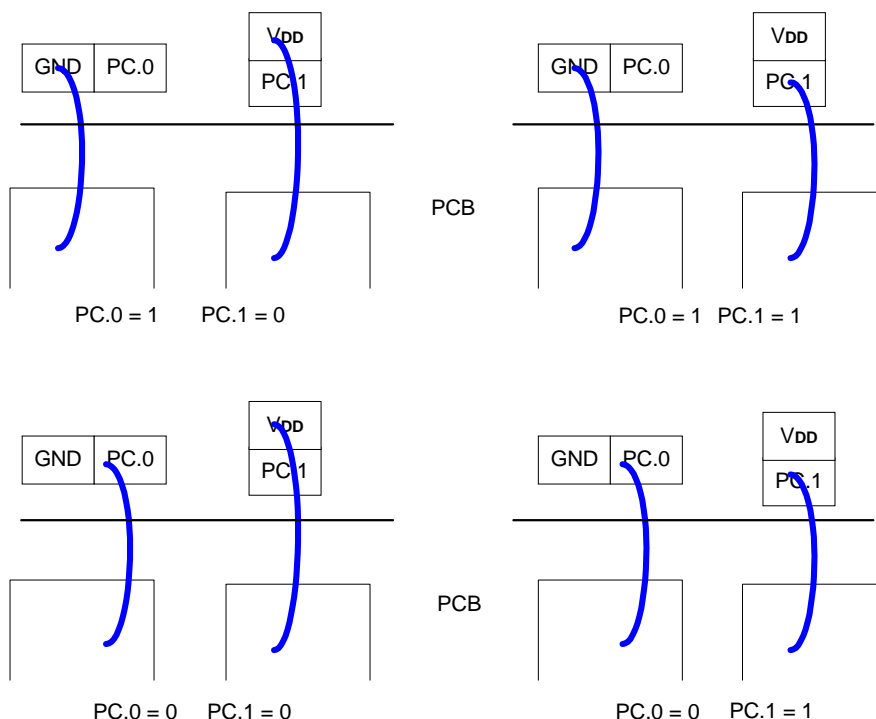 VDD VDD
GND PC.0 GND PC.0
PC.1 PC.1
PCB
PC.0 = 1 PC.1 = 0 PC.0 = 1 PC.1 = 1
VDD VDD
GND PC.0 GND PC.0
PC.1 PC.1
PCB
PC.0 = 0 PC.1 = 0 PC.0 = 0 PC.1 = 1